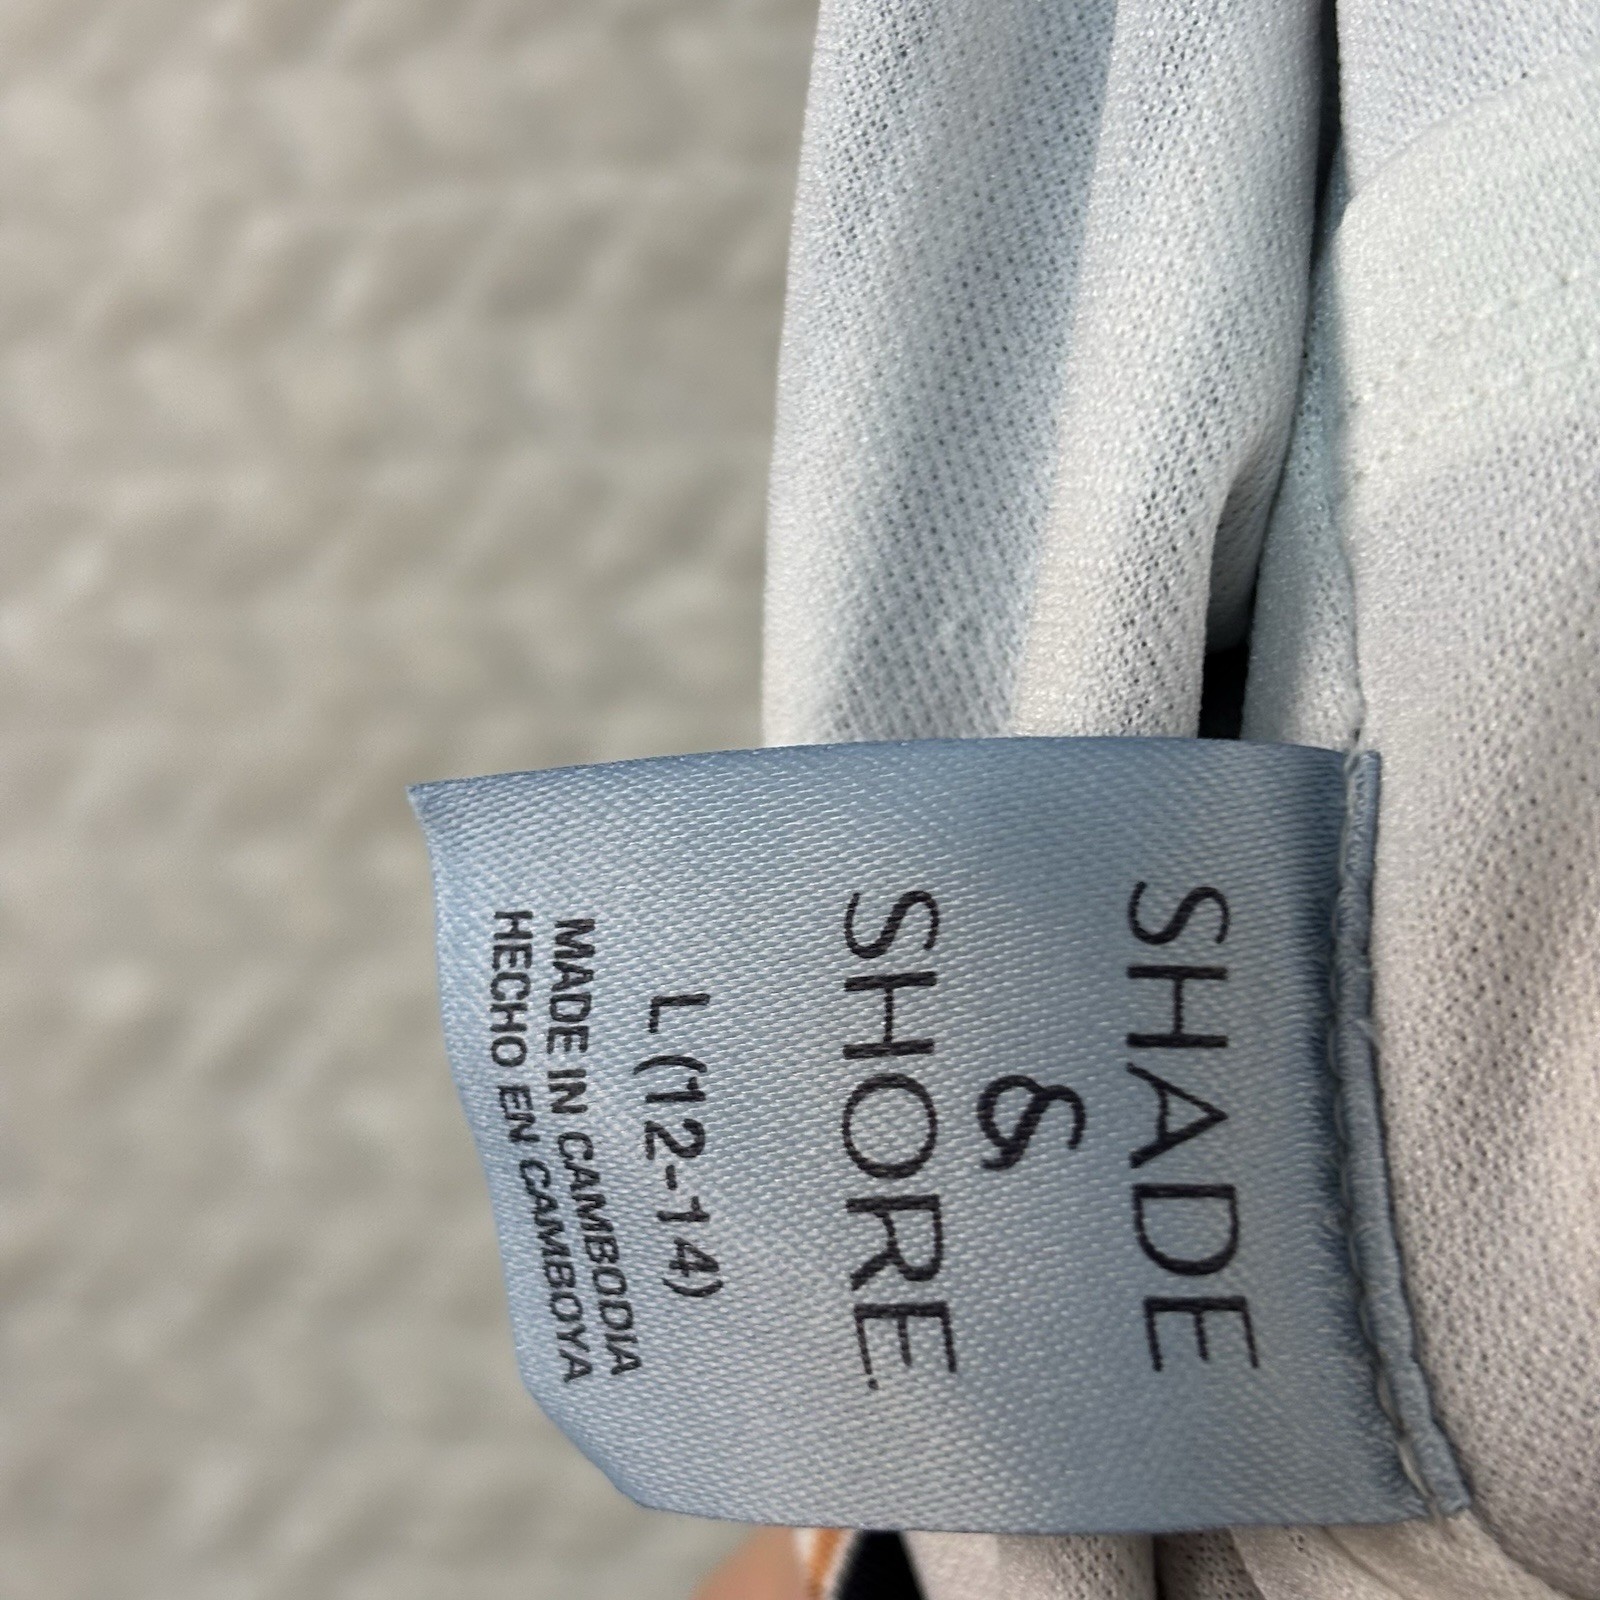 SHADE
&
SHORE
L (12-14)
MADE IN CAMBODIA
HECHO EN CAMBOYA